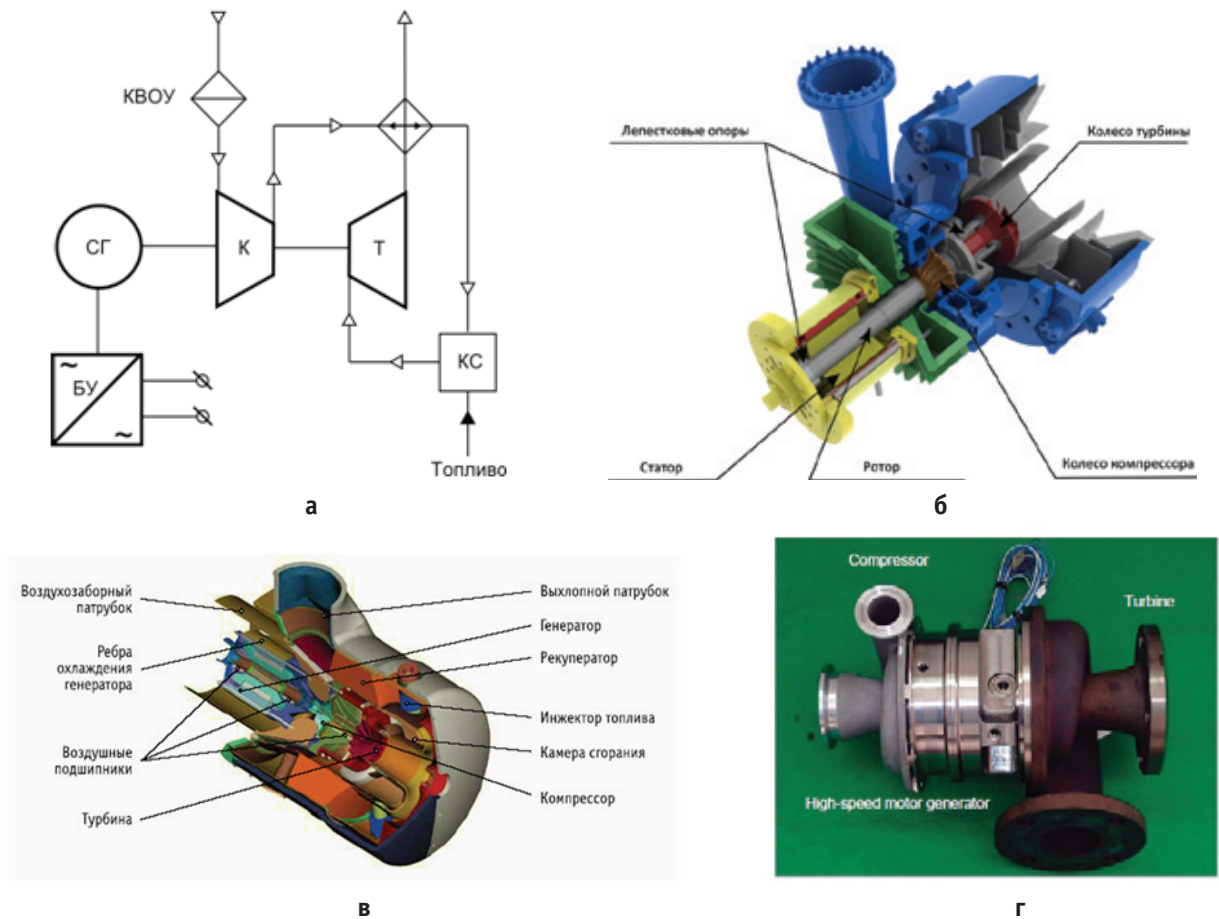 КВОУ
СГ
К
Т
~
БУ
~
КС
Топливо
а
Лепестковые опоры
Колесо турбины
Статор
Ротор
Колесо компрессора
б
Воздухозаборный
патрубок
Ребра
охлаждения
генератора
Воздушные
подшипники
Турбина
Выхлопной патрубок
Генератор
Рекуператор
Инжектор топлива
Камера сгорания
Компрессор
в
Compressor
Turbine
High-speed motor generator
г